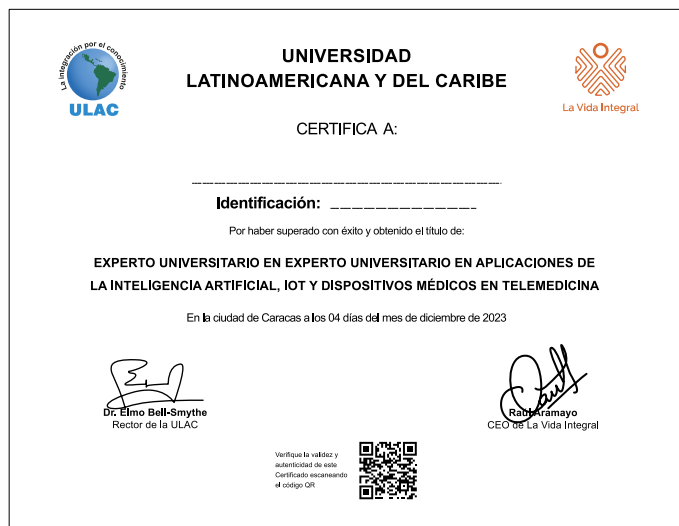 La integración por el conocimiento
ULAC
UNIVERSIDAD
LATINOAMERICANA Y DEL CARIBE
La Vida Integral
CERTIFICA A:
Identificación:
Por haber superado con éxito y obtenido el título de:
EXPERTO UNIVERSITARIO EN EXPERTO UNIVERSITARIO EN APLICACIONES DE
LA INTELIGENCIA ARTIFICIAL, IOT Y DISPOSITIVOS MÉDICOS EN TELEMEDICINA
En la ciudad de Caracas a los 04 días del mes de diciembre de 2023
Dr. Elmo Bell-Smythe
Rector de la ULAC
Raúl Aramayo
CEO de La Vida Integral
Verifique la validez y
autenticidad de este
Certificado escaneando
el código QR